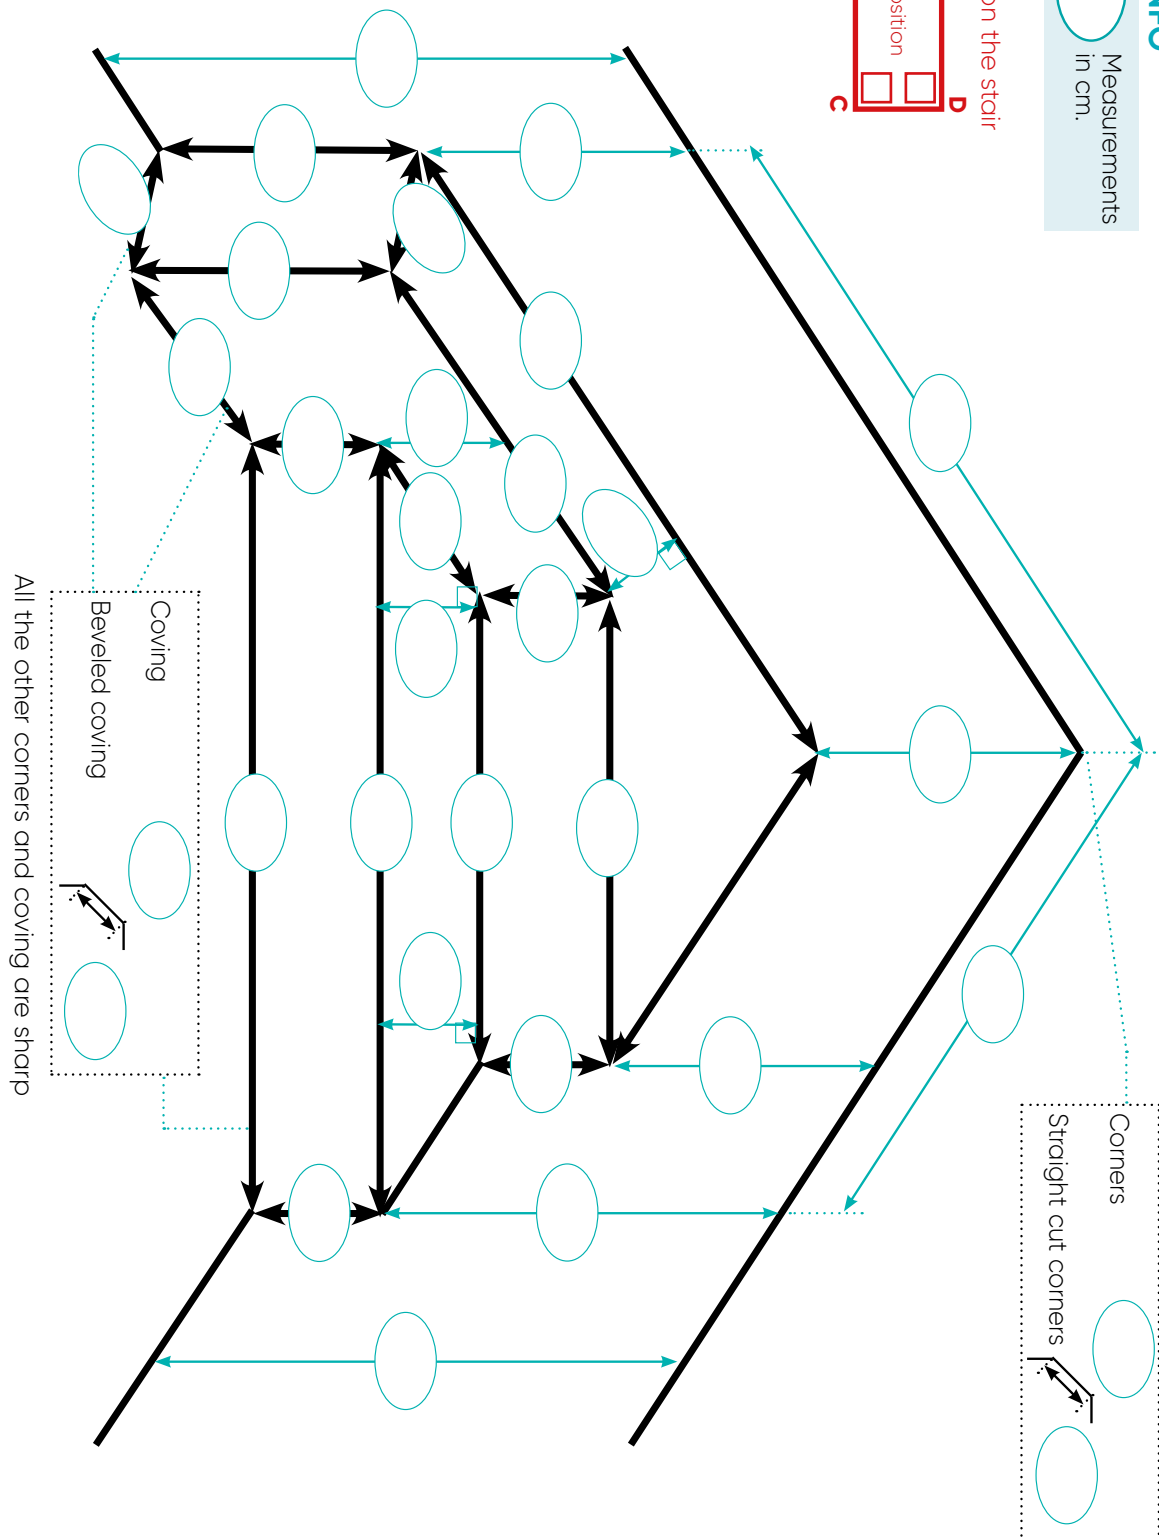 NFO
Measurements
in cm.
on the stair
osition
D
C
Corners
Straight cut corners
Coving
Beveled coving
All the other corners and coving are sharp